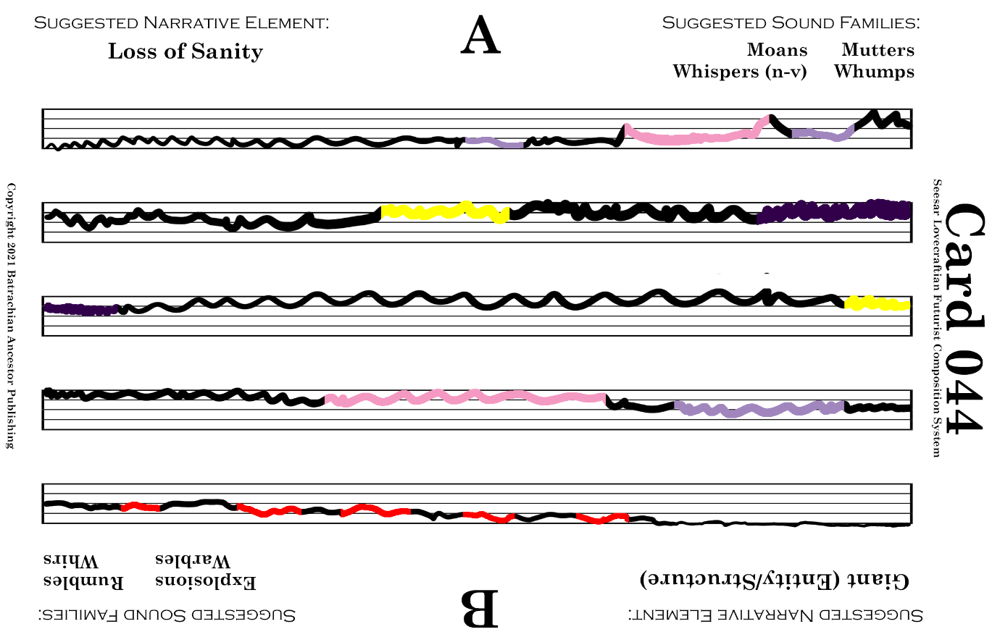 SUGGESTED NARRATIVE ELEMENT:
Loss of Sanity
A
SUGGESTED SOUND FAMILIES:
Moans Mutters
Whispers (n-v) Whumps
Copyright 2021 Batrachian Ancestor Publishing
Card 044
Seesar Lovecraftian Futurist Composition System
B
SUGGESTED NARRATIVE ELEMENT:
Giant (Entity/Structure)
SUGGESTED SOUND FAMILIES:
Explosions Rumbles
Warbles Whirs